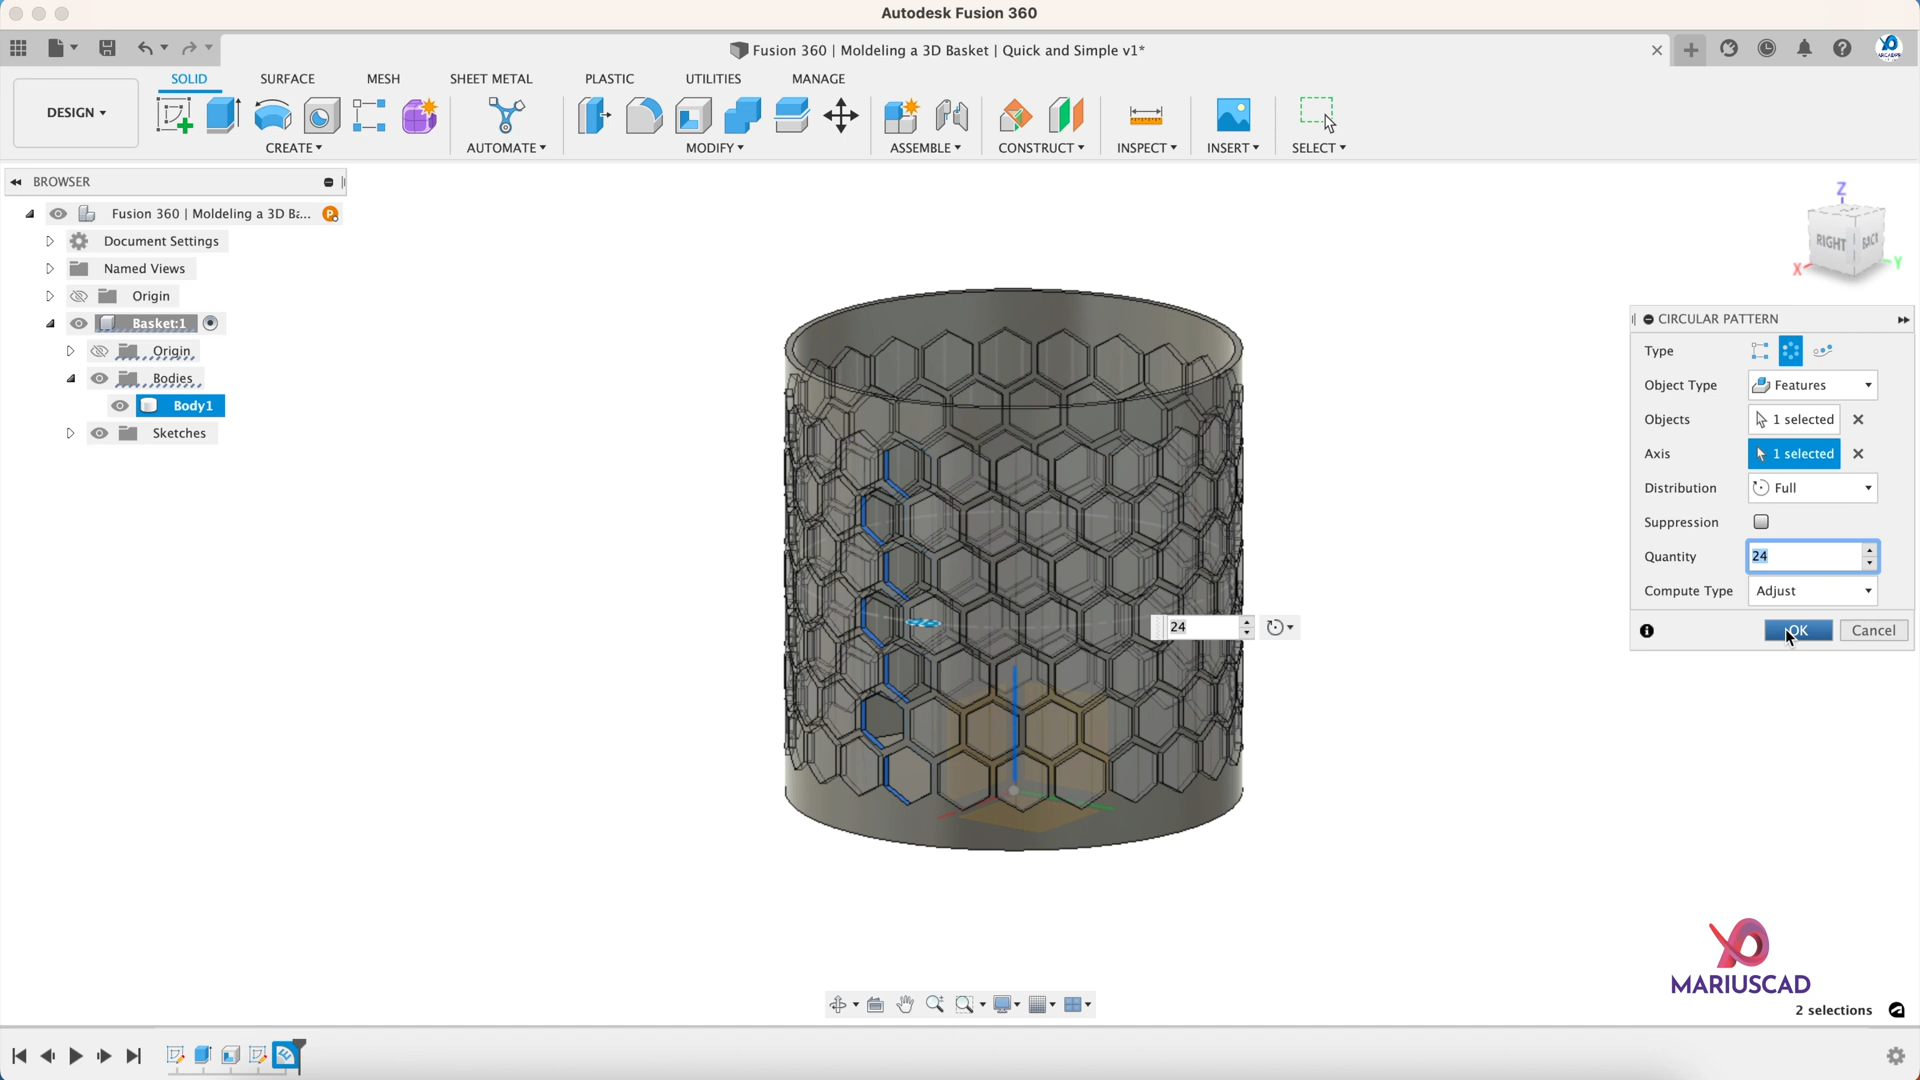 Autodesk Fusion 360
Fusion 360 | Moldeling a 3D Basket | Quick and Simple v1*
SOLID SURFACE MESH SHEET METAL PLASTIC UTILITIES MANAGE
DESIGN
CREATE AUTOMATE MODIFY ASSEMBLE CONSTRUCT INSPECT INSERT SELECT
BROWSER
Fusion 360 | Moldeling a 3D Ba...
Document Settings
Named Views
Origin
Basket:1
Origin
Bodies
Body1
Sketches
Z
RIGHT BACK
X Y
CIRCULAR PATTERN
Type
Object Type Features
Objects 1 selected
Axis 1 selected
Distribution Full
Suppression
Quantity 24
Compute Type Adjust
OK Cancel
24
MARIUSCAD
2 selections